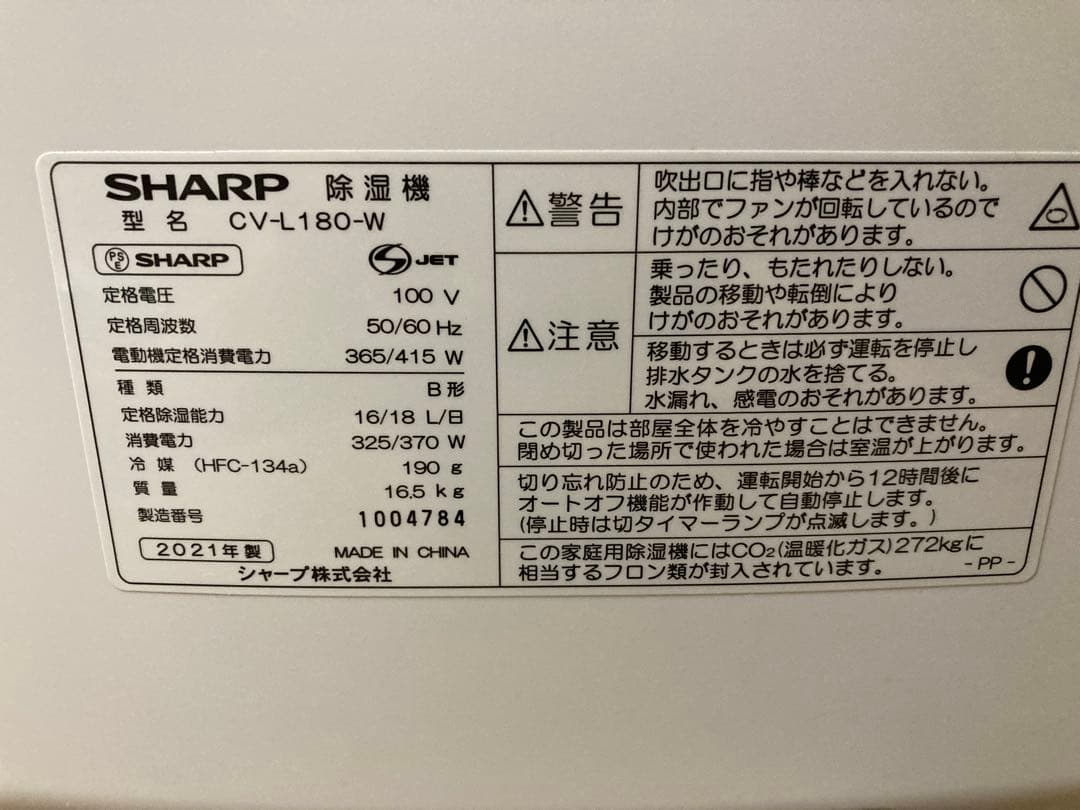 SHARP 除湿機
型名 CV-L180-W
PSE SHARP
S JET
定格電圧 100 V
定格周波数 50/60 Hz
電動機定格消費電力 365/415 W
種類 B形
定格除湿能力 16/18 L/日
消費電力 325/370 W
冷媒 (HFC-134a) 190 g
質量 16.5 kg
製造番号 1004784
2021年製 MADE IN CHINA
シャープ株式会社
警告
吹出口に指や棒などを入れない。
内部でファンが回転しているので
けがのおそれがあります。
注意
乗ったり、もたれたりしない。
製品の移動や転倒により
けがのおそれがあります。
移動するときは必ず運転を停止し
排水タンクの水を捨てる。
水漏れ、感電のおそれがあります。
この製品は部屋全体を冷やすことはできません。
閉め切った場所で使われた場合は室温が上がります。
切り忘れ防止のため、運転開始から12時間後に
オートオフ機能が作動して自動停止します。
(停止時は切タイマーランプが点滅します。)
この家庭用除湿機にはCO₂(温暖化ガス)272kgに
相当するフロン類が封入されています。
- PP -